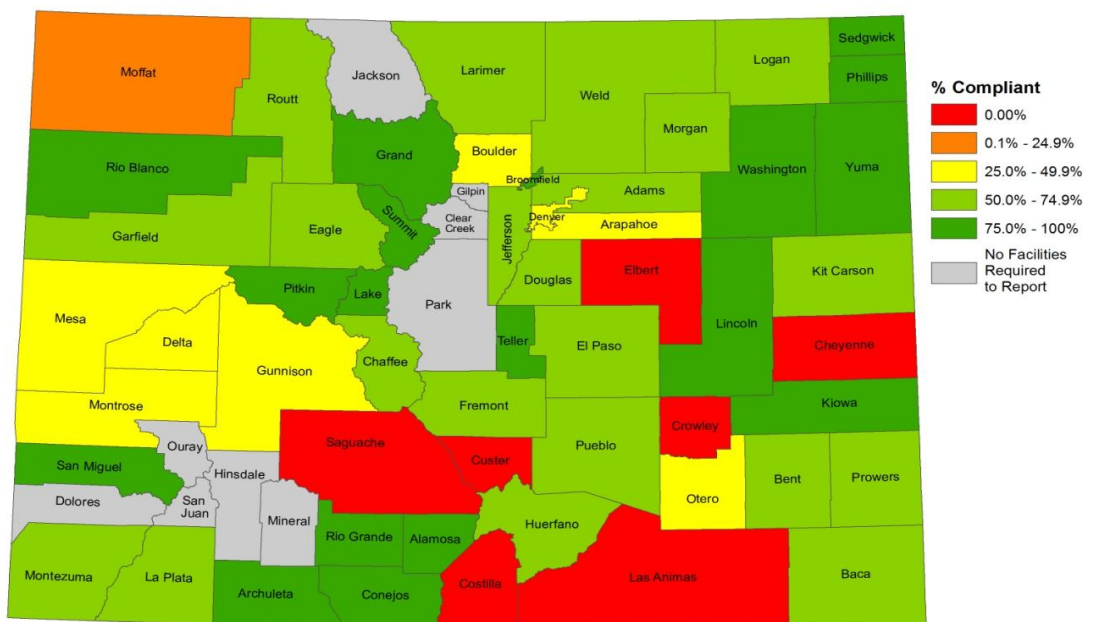 Moffat
Routt
Jackson
Larimer
Weld
Logan
Sedgwick
Phillips
Morgan
Rio Blanco
Grand
Boulder
Washington
Yuma
Broomfield
Gilpin
Adams
Clear
Creek
Denver
Arapahoe
Summit
Garfield
Eagle
Jefferson
Douglas
Elbert
Kit Carson
Pitkin
Lake
Park
Mesa
Lincoln
Delta
Teller
El Paso
Cheyenne
Gunnison
Chaffee
Montrose
Fremont
Kiowa
Ouray
Saguache
Crowley
Pueblo
San Miguel
Hinsdale
Custer
Dolores
San
Juan
Mineral
Otero
Bent
Prowers
Huerfano
Rio Grande
Alamosa
Montezuma
La Plata
Archuleta
Conejos
Costilla
Las Animas
Baca
% Compliant
0.00%
0.1% - 24.9%
25.0% - 49.9%
50.0% - 74.9%
75.0% - 100%
No Facilities
Required
to Report